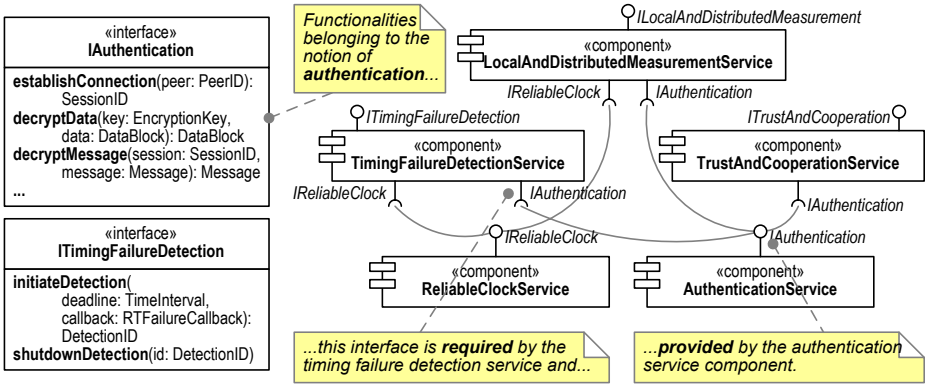 «interface»
IAuthentication
establishConnection(peer: PeerID):
SessionID
decryptData(key: EncryptionKey,
data: DataBlock): DataBlock
decryptMessage(session: SessionID,
message: Message): Message
...
«interface»
ITimingFailureDetection
initiateDetection(
deadline: TimeInterval,
callback: RTFailureCallback):
DetectionID
shutdownDetection(id: DetectionID)
Functionalities
belonging to the
notion of
authentication...
ILocalAndDistributedMeasurement
«component»
LocalAndDistributedMeasurementService
IReliableClock
IAuthentication
ITimingFailureDetection
«component»
TimingFailureDetectionService
IReliableClock
IAuthentication
ITrustAndCooperation
«component»
TrustAndCooperationService
IAuthentication
IReliableClock
«component»
ReliableClockService
IAuthentication
«component»
AuthenticationService
...this interface is required by the
timing failure detection service and...
...provided by the authentication
service component.